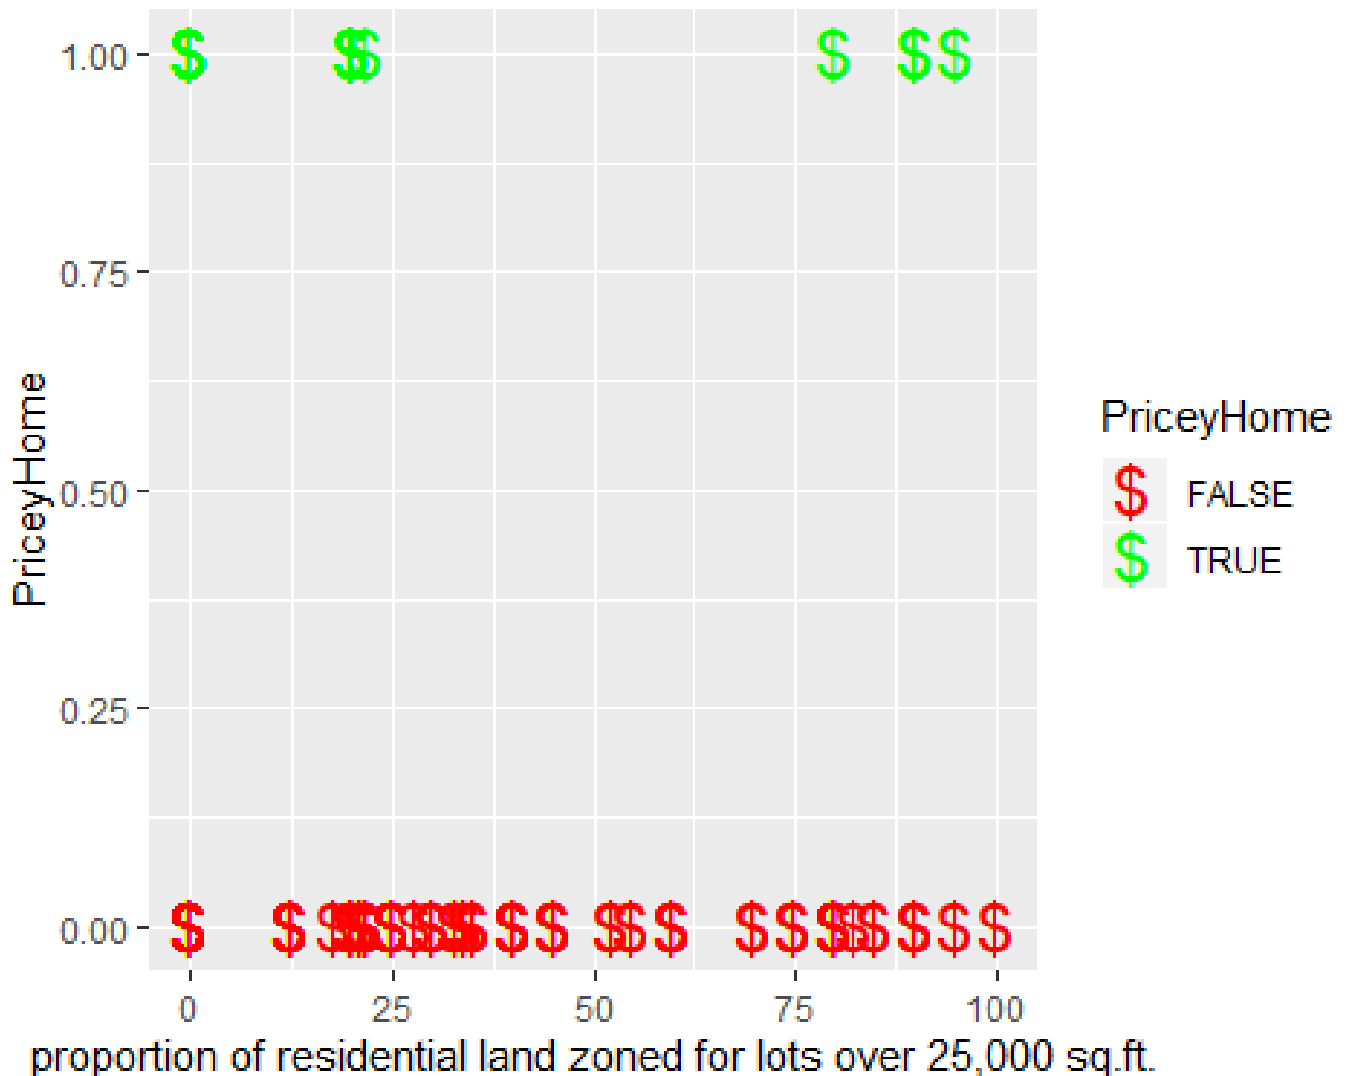 1.00
0.75
0.50
0.25
0.00
PriceyHome
0 25 50 75 100
proportion of residential land zoned for lots over 25,000 sq.ft.
PriceyHome
$ FALSE
$ TRUE